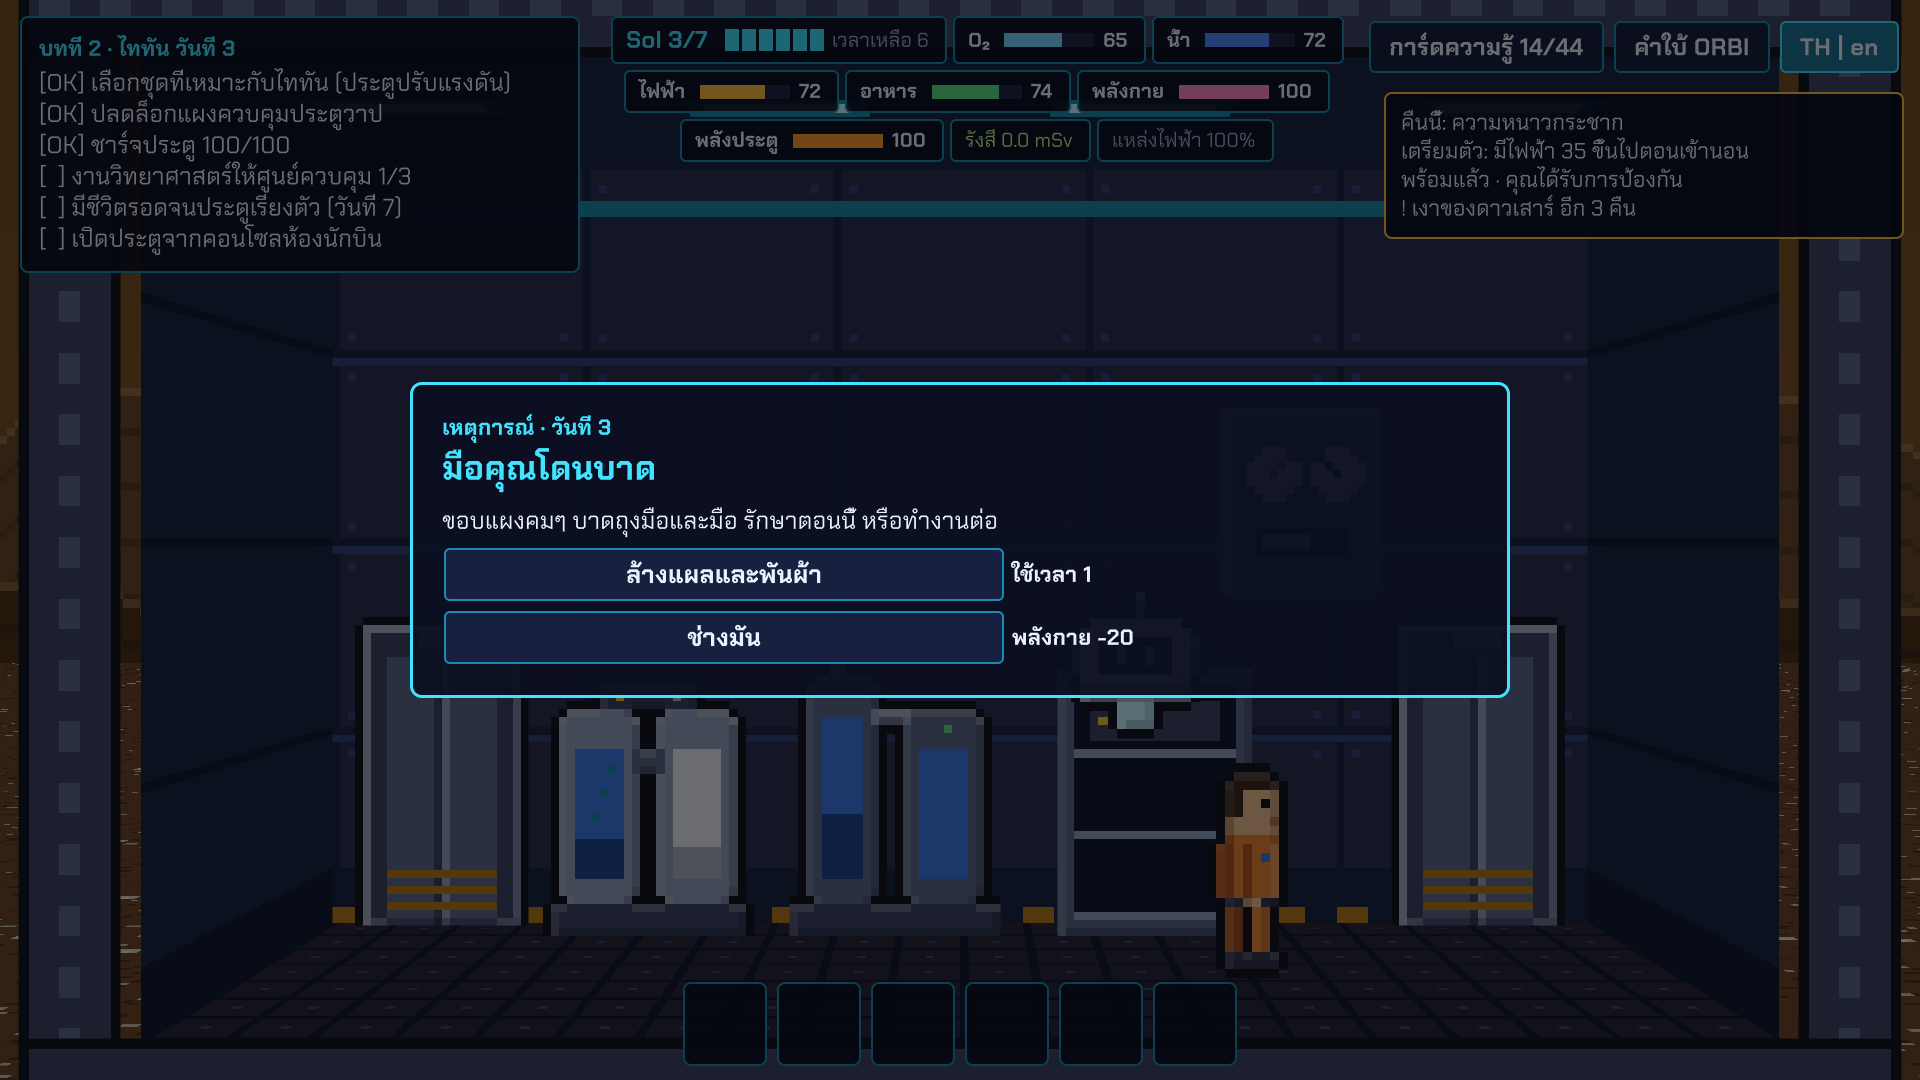 บทที่ 2 · ไททัน วันที่ 3
[OK] เลือกชุดที่เหมาะกับไททัน (ประตูปรับแรงดัน)
[OK] ปลดล็อกแผงควบคุมประตูวาป
[OK] ชาร์จประตู 100/100
[ ] งานวิทยาศาสตร์ให้ศูนย์ควบคุม 1/3
[ ] มีชีวิตรอดจนประตูเรียงตัว (วันที่ 7)
[ ] เปิดประตูจากคอนโซลห้องนักบิน
Sol 3/7 เวลาเหลือ 6
O₂ 65
น้ำ 72
ไฟฟ้า 72
อาหาร 74
พลังกาย 100
พลังประตู 100
รังสี 0.0 mSv
แหล่งไฟฟ้า 100%
การ์ดความรู้ 14/44
คำใบ้ ORBI
TH | en
คืนนี้: ความหนาวกระชาก
เตรียมตัว: มีไฟฟ้า 35 ขึ้นไปตอนเข้านอน
พร้อมแล้ว · คุณได้รับการป้องกัน
! เงาของดาวเสาร์ อีก 3 คืน
เหตุการณ์ · วันที่ 3
มือคุณโดนบาด
ขอบแผงคมๆ บาดถุงมือและมือ รักษาตอนนี้ หรือทำงานต่อ
ล้างแผลและพันผ้า ใช้เวลา 1
ช่างมัน พลังกาย -20